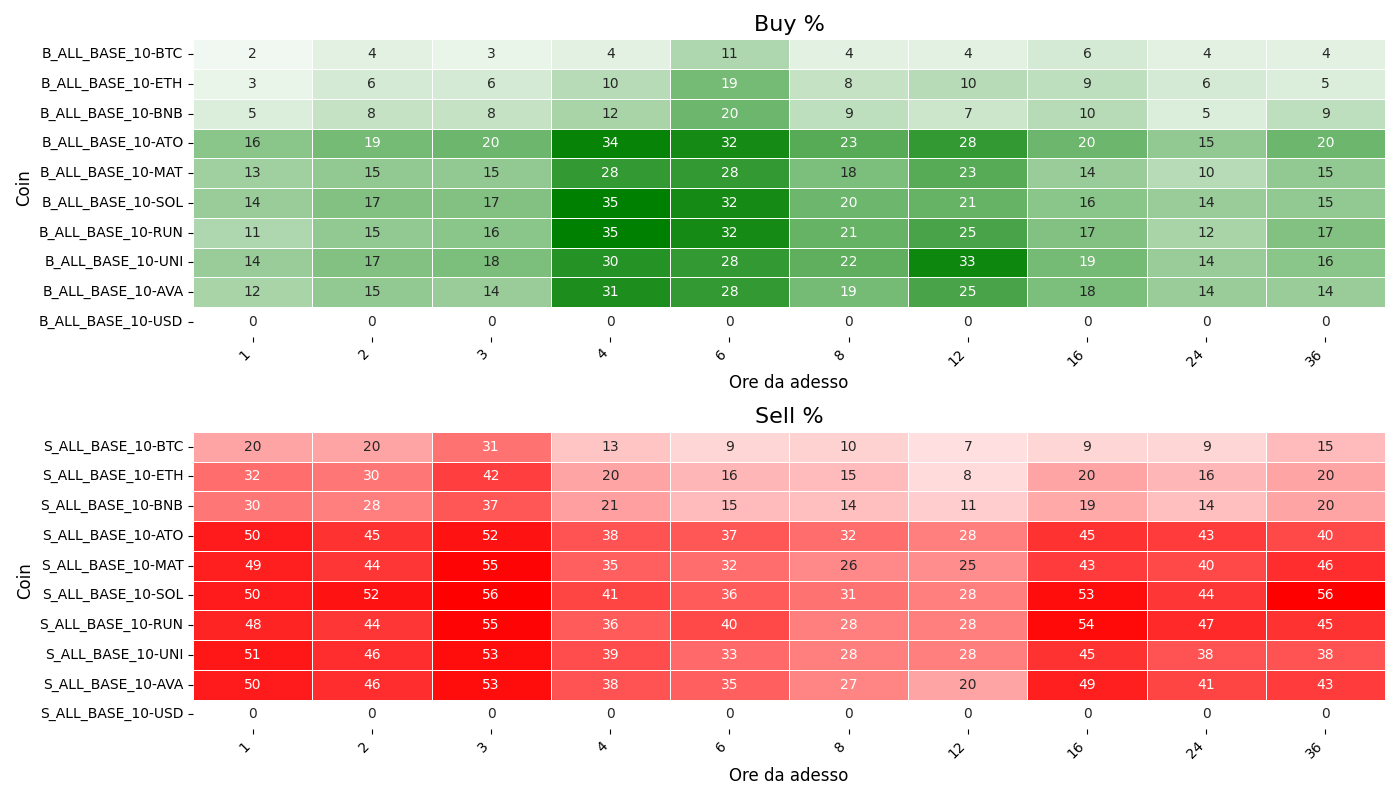 Buy %
Coin
B_ALL_BASE_10-BTC 2 4 3 4 11 4 4 6 4 4
B_ALL_BASE_10-ETH 3 6 6 10 19 8 10 9 6 5
B_ALL_BASE_10-BNB 5 8 8 12 20 9 7 10 5 9
B_ALL_BASE_10-ATO 16 19 20 34 32 23 28 20 15 20
B_ALL_BASE_10-MAT 13 15 15 28 28 18 23 14 10 15
B_ALL_BASE_10-SOL 14 17 17 35 32 20 21 16 14 15
B_ALL_BASE_10-RUN 11 15 16 35 32 21 25 17 12 17
B_ALL_BASE_10-UNI 14 17 18 30 28 22 33 19 14 16
B_ALL_BASE_10-AVA 12 15 14 31 28 19 25 18 14 14
B_ALL_BASE_10-USD 0 0 0 0 0 0 0 0 0 0
1 2 3 4 6 8 12 16 24 36
Ore da adesso
Sell %
Coin
S_ALL_BASE_10-BTC 20 20 31 13 9 10 7 9 9 15
S_ALL_BASE_10-ETH 32 30 42 20 16 15 8 20 16 20
S_ALL_BASE_10-BNB 30 28 37 21 15 14 11 19 14 20
S_ALL_BASE_10-ATO 50 45 52 38 37 32 28 45 43 40
S_ALL_BASE_10-MAT 49 44 55 35 32 26 25 43 40 46
S_ALL_BASE_10-SOL 50 52 56 41 36 31 28 53 44 56
S_ALL_BASE_10-RUN 48 44 55 36 40 28 28 54 47 45
S_ALL_BASE_10-UNI 51 46 53 39 33 28 28 45 38 38
S_ALL_BASE_10-AVA 50 46 53 38 35 27 20 49 41 43
S_ALL_BASE_10-USD 0 0 0 0 0 0 0 0 0 0
1 2 3 4 6 8 12 16 24 36
Ore da adesso